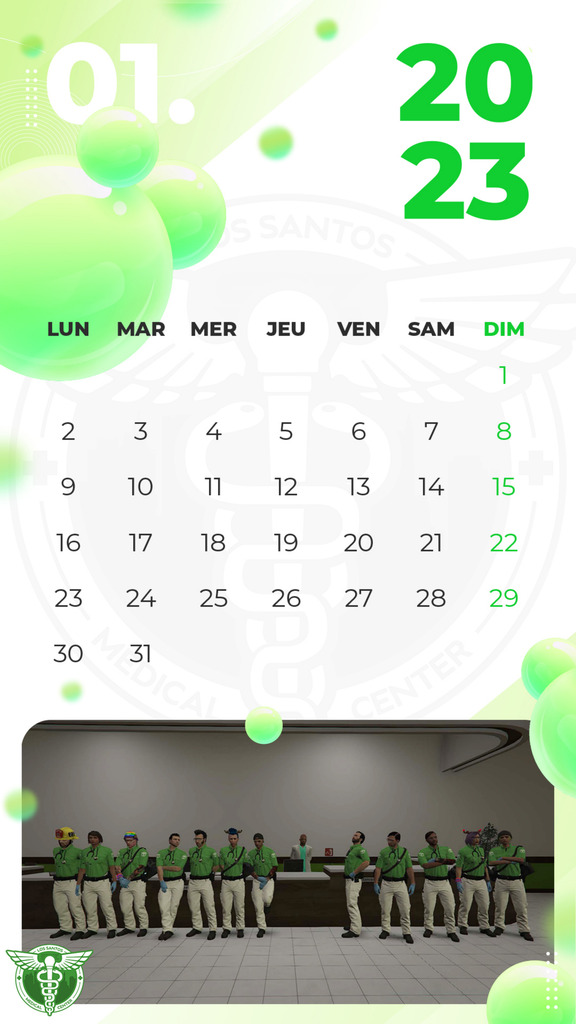 01.
20
23
LOS SANTOS
LUN MAR MER JEU VEN SAM DIM
1
2 3 4 5 6 7 8
9 10 11 12 13 14 15
16 17 18 19 20 21 22
23 24 25 26 27 28 29
30 31
MEDICAL CENTER
LOS SANTOS
MEDICAL CENTER